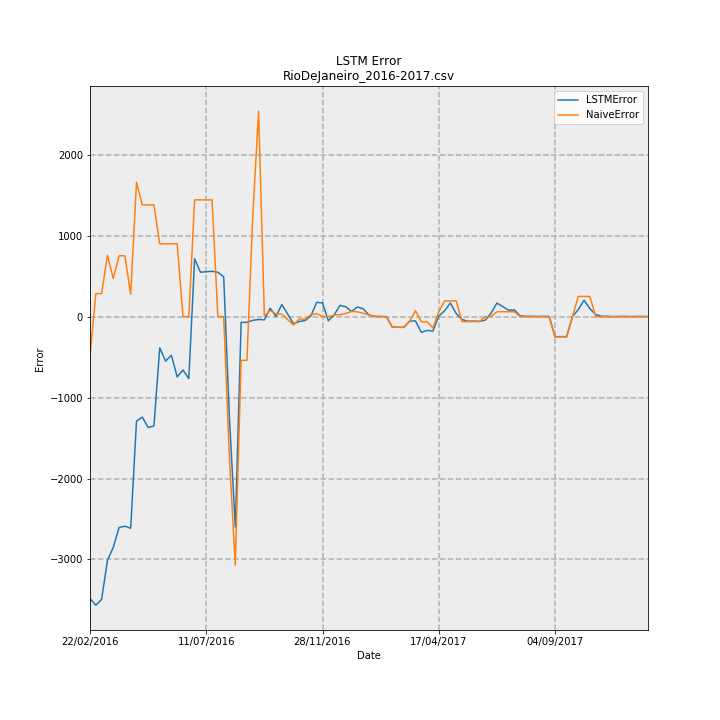 LSTM Error
RioDeJaneiro_2016-2017.csv
LSTMError
NaiveError
2000
1000
0
−1000
−2000
−3000
Error
22/02/2016
11/07/2016
28/11/2016
17/04/2017
04/09/2017
Date